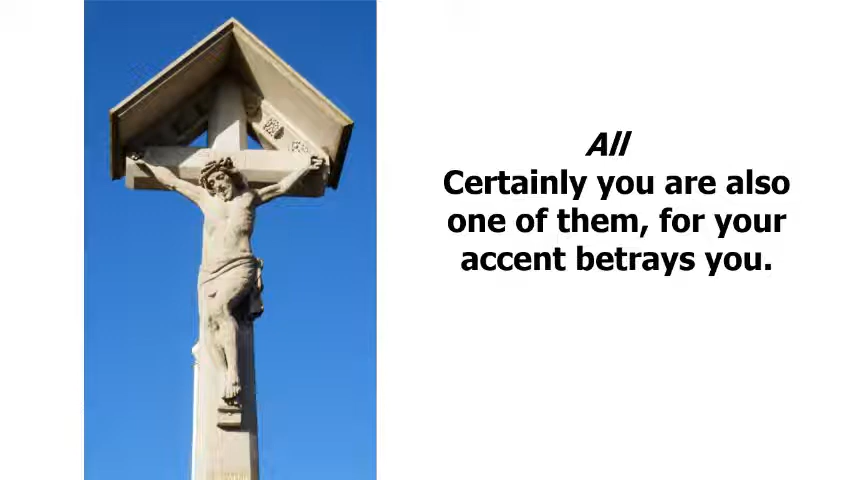 All
Certainly you are also
one of them, for your
accent betrays you.